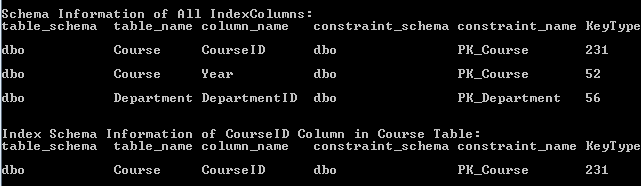 Schema Information of All IndexColumns:
table_schema table_name column_name constraint_schema constraint_name KeyType
dbo Course CourseID dbo PK_Course 231
dbo Course Year dbo PK_Course 52
dbo Department DepartmentID dbo PK_Department 56
Index Schema Information of CourseID Column in Course Table:
table_schema table_name column_name constraint_schema constraint_name KeyType
dbo Course CourseID dbo PK_Course 231